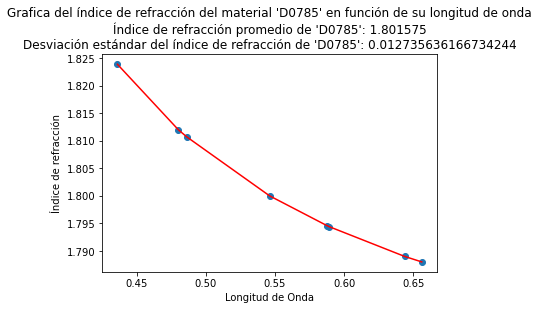 Grafica del índice de refracción del material 'D0785' en función de su longitud de onda
Índice de refracción promedio de 'D0785': 1.801575
Desviación estándar del índice de refracción de 'D0785': 0.012735636166734244
1.825
1.820
1.815
1.810
1.805
1.800
1.795
1.790
Índice de refracción
0.45
0.50
0.55
0.60
0.65
Longitud de Onda